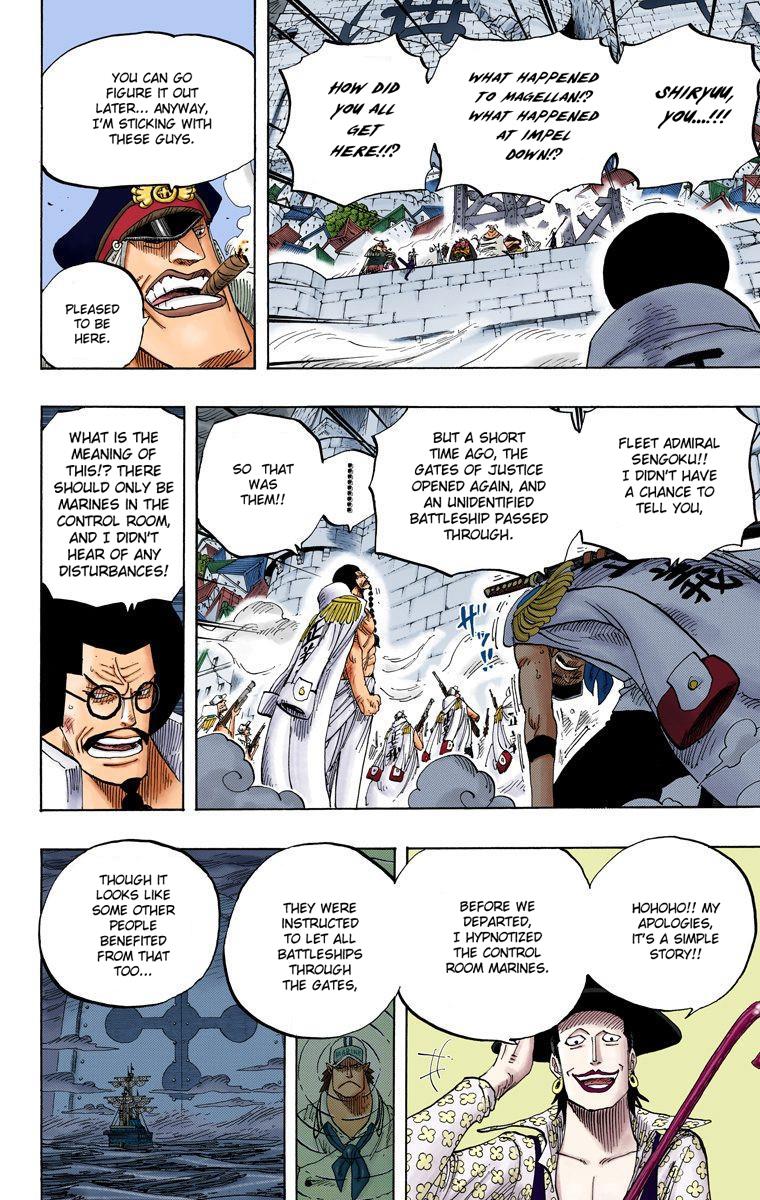 SHIRYUU,
YOU...!!!
WHAT HAPPENED
TO MAGELLAN!?
WHAT HAPPENED
AT IMPEL
DOWN!?
HOW DID
YOU ALL
GET
HERE!!?
YOU CAN GO
FIGURE IT OUT
LATER... ANYWAY,
I'M STICKING WITH
THESE GUYS.
PLEASED
TO BE
HERE.
FLEET ADMIRAL
SENGOKU!!
I DIDN'T HAVE
A CHANCE TO
TELL YOU,
BUT A SHORT
TIME AGO, THE
GATES OF JUSTICE
OPENED AGAIN, AND
AN UNIDENTIFIED
BATTLESHIP PASSED
THROUGH.
SO THAT
WAS
THEM!!
ザッ!!
WHAT IS THE
MEANING OF
THIS!? THERE
SHOULD ONLY BE
MARINES IN THE
CONTROL ROOM,
AND I DIDN'T
HEAR OF ANY
DISTURBANCES!
HOHOHO!! MY
APOLOGIES,
IT'S A SIMPLE
STORY!!
BEFORE WE
DEPARTED,
I HYPNOTIZED
THE CONTROL
ROOM MARINES.
THEY WERE
INSTRUCTED
TO LET ALL
BATTLESHIPS
THROUGH
THE GATES,
MARINE
THOUGH IT
LOOKS LIKE
SOME OTHER
PEOPLE
BENEFITED
FROM THAT
TOO...